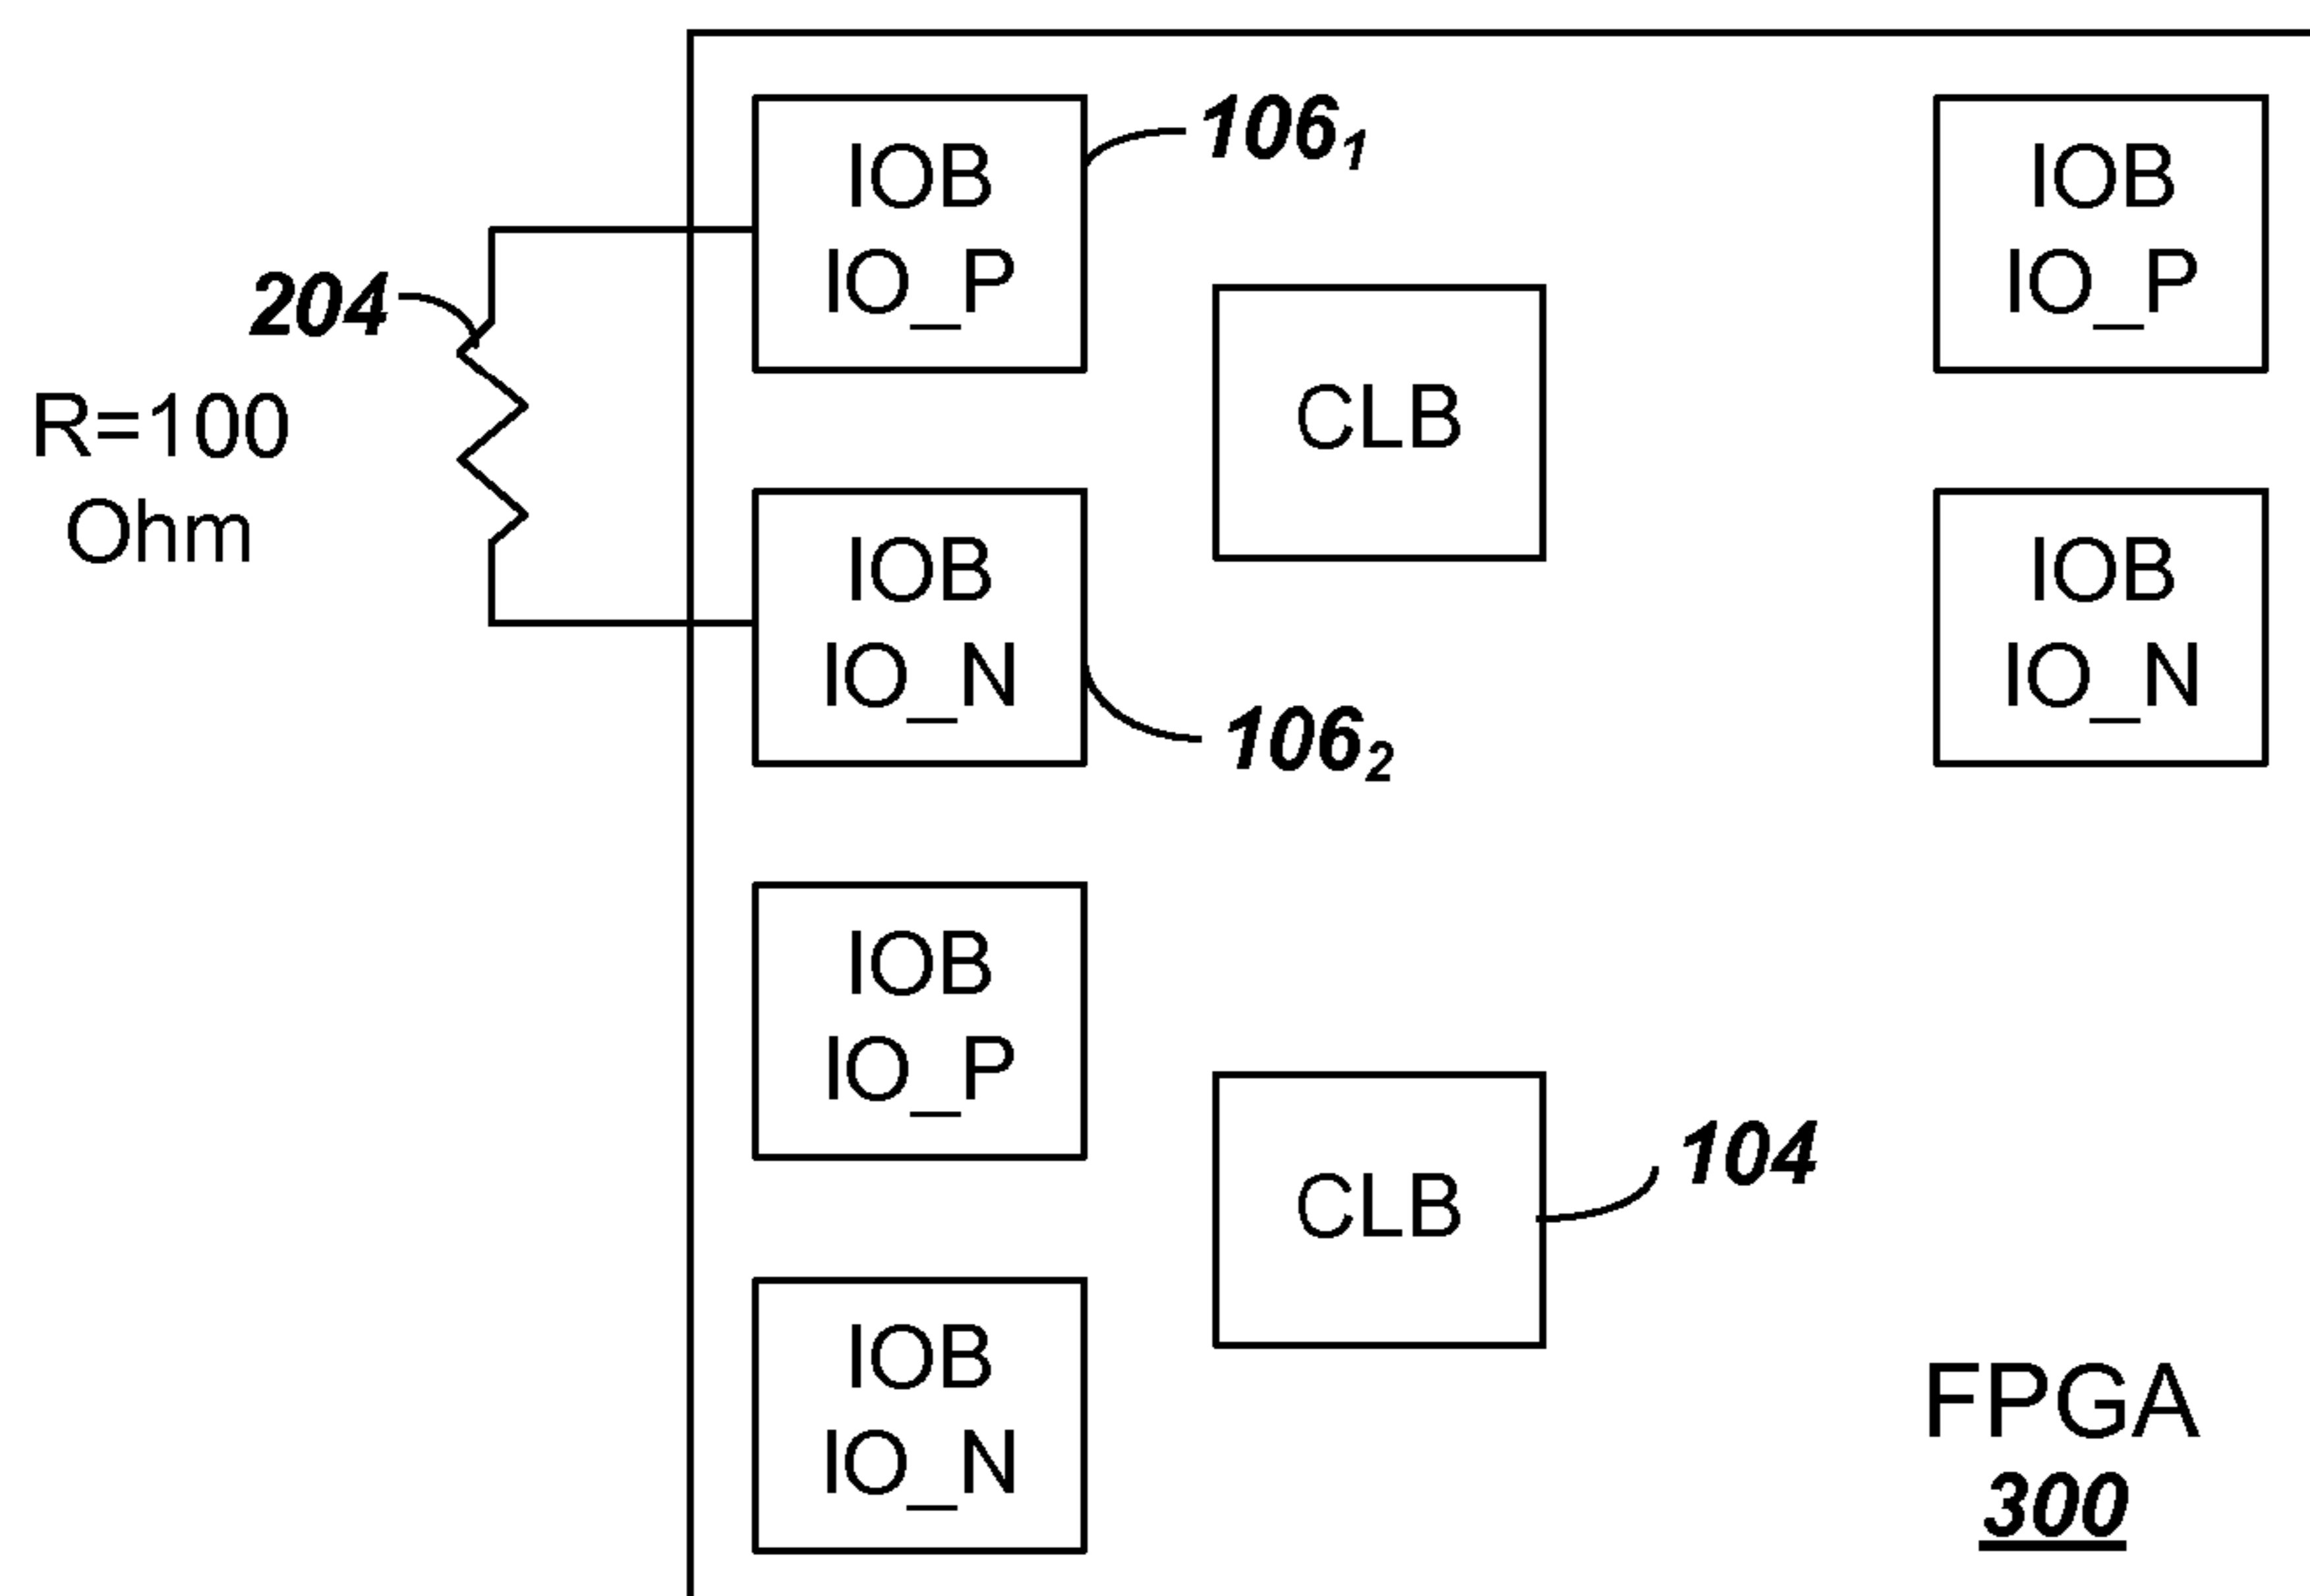 IOB
IO_P
106₁
IOB
IO_P
204
R=100
Ohm
CLB
IOB
IO_N
106₂
IOB
IO_N
IOB
IO_P
CLB
104
IOB
IO_N
FPGA
300